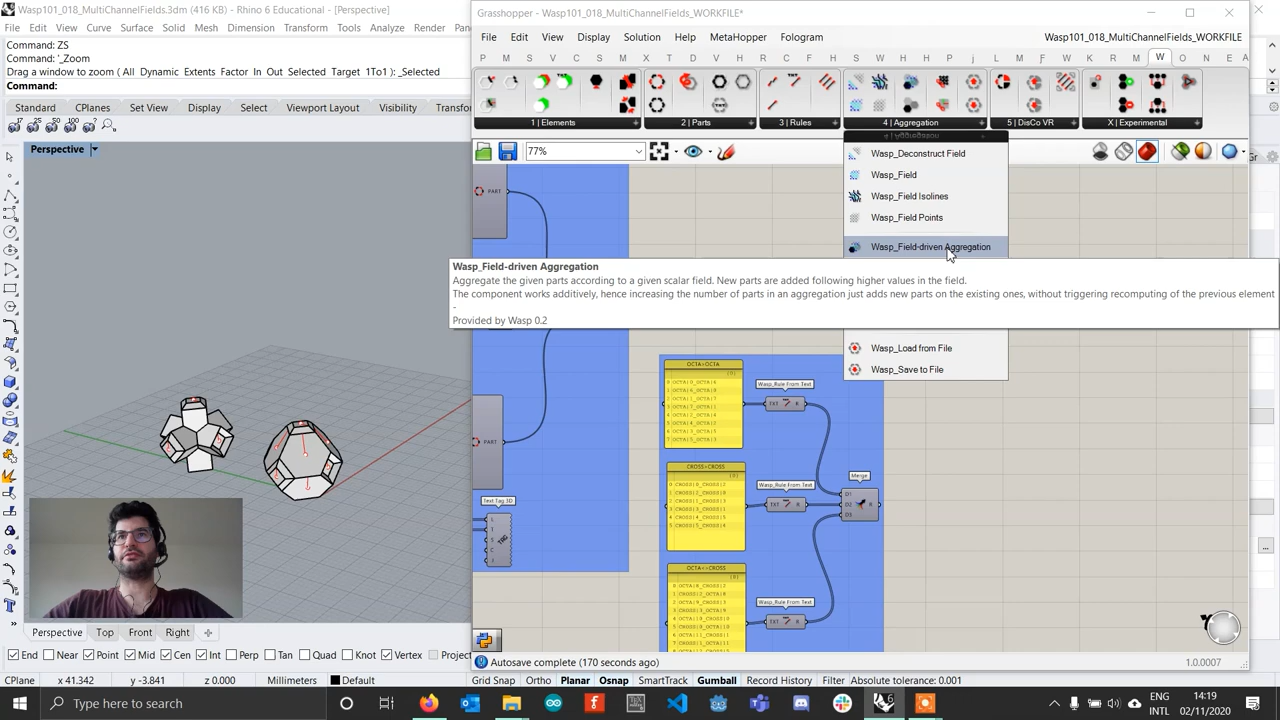 Wasp101_018_MultiChannelFields.3dm (416 KB) - Rhino 6 Educational - [Perspective]
File Edit View Curve Surface Solid Mesh Dimension Transform Tools Analyze Rendering
Command: ZS
Command: '_Zoom
Drag a window to zoom ( All Dynamic Extents Factor In Out Selected Target 1To1 ): _Selected
Command:
Standard CPlanes Set View Display Select Viewport Layout Visibility Transform
Perspective
Grasshopper - Wasp101_018_MultiChannelFields_WORKFILE*
File Edit View Display Solution Help MetaHopper Fologram
Wasp101_018_MultiChannelFields_WORKFILE
1 | Elements
2 | Parts
3 | Rules
4 | Aggregation
5 | DisCo VR
X | Experimental
77%
Wasp_Deconstruct Field
Wasp_Field
Wasp_Field Isolines
Wasp_Field Points
Wasp_Field-driven Aggregation
Wasp_Field-driven Aggregation
Aggregate the given parts according to a given scalar field. New parts are added following higher values in the field.
The component works additively, hence increasing the number of parts in an aggregation just adds new parts on the existing ones, without triggering recomputing of the previous element
-
Provided by Wasp 0.2
Wasp_Load from File
Wasp_Save to File
PART
PART
Text Tag 3D
OCTA>OCTA
Wasp_Rule From Text
TXT R
CROSS>CROSS
Wasp_Rule From Text
TXT R
Merge
D1
D2 R
D3
OCTA<>CROSS
Wasp_Rule From Text
TXT R
Autosave complete (170 seconds ago)
1.0.0007
Perspective Top Front Right
Near Point Mid Cen Int Perp Tan Quad Knot Vertex Project
CPlane x 41.342 y -3.841 z 0.000 Millimeters Default Grid Snap Ortho Planar Osnap SmartTrack Gumball Record History Filter Absolute tolerance: 0.001
Type here to search
ENG
INTL
14:19
02/11/2020